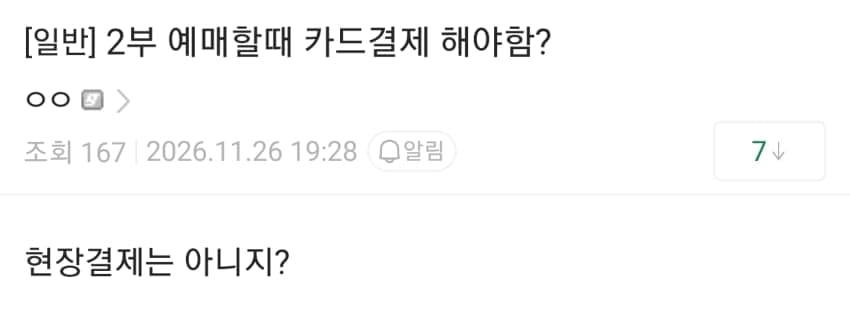 [일반] 2부 예매할때 카드결제 해야함?
ㅇㅇ
조회 167 2026.11.26 19:28 알림
7
현장결제는 아니지?